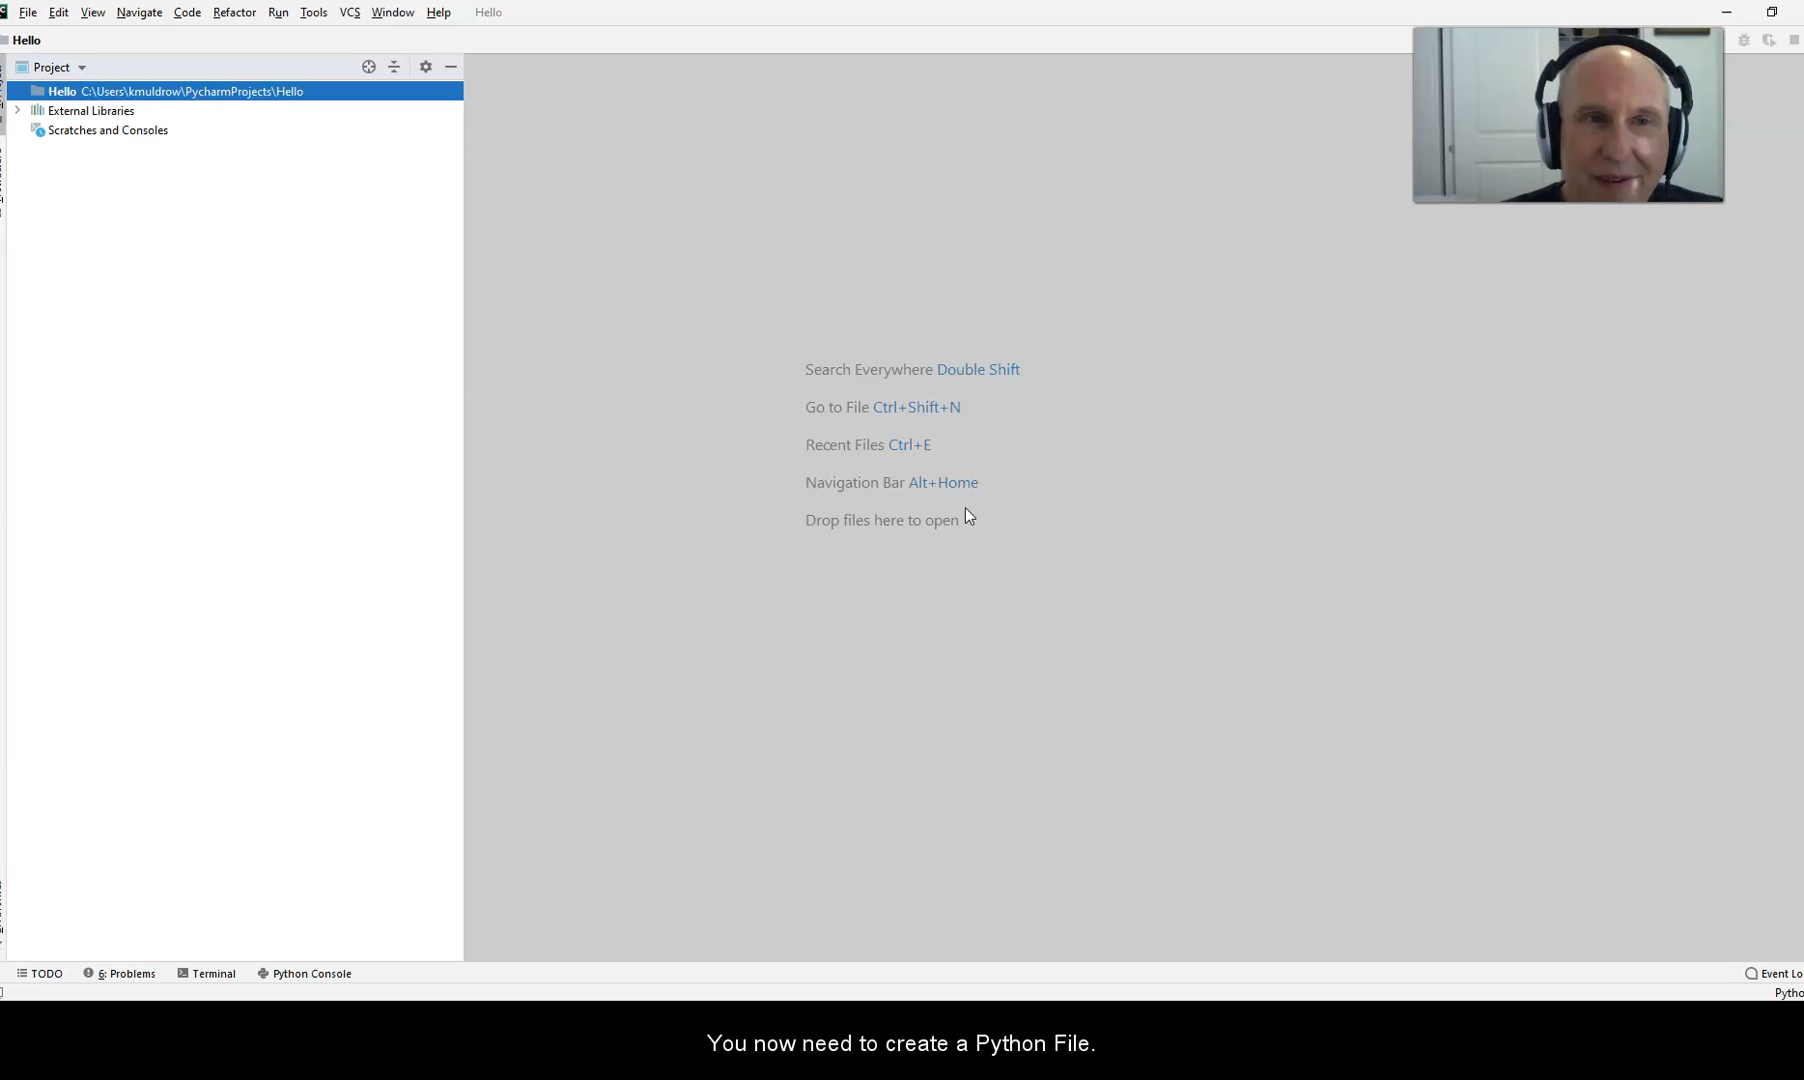 File Edit View Navigate Code Refactor Run Tools VCS Window Help Hello
Hello
Project
Hello C:\Users\kmuldrow\PycharmProjects\Hello
External Libraries
Scratches and Consoles
Search Everywhere Double Shift
Go to File Ctrl+Shift+N
Recent Files Ctrl+E
Navigation Bar Alt+Home
Drop files here to open
TODO 6: Problems Terminal Python Console Event Lo
Pytho
You now need to create a Python File.